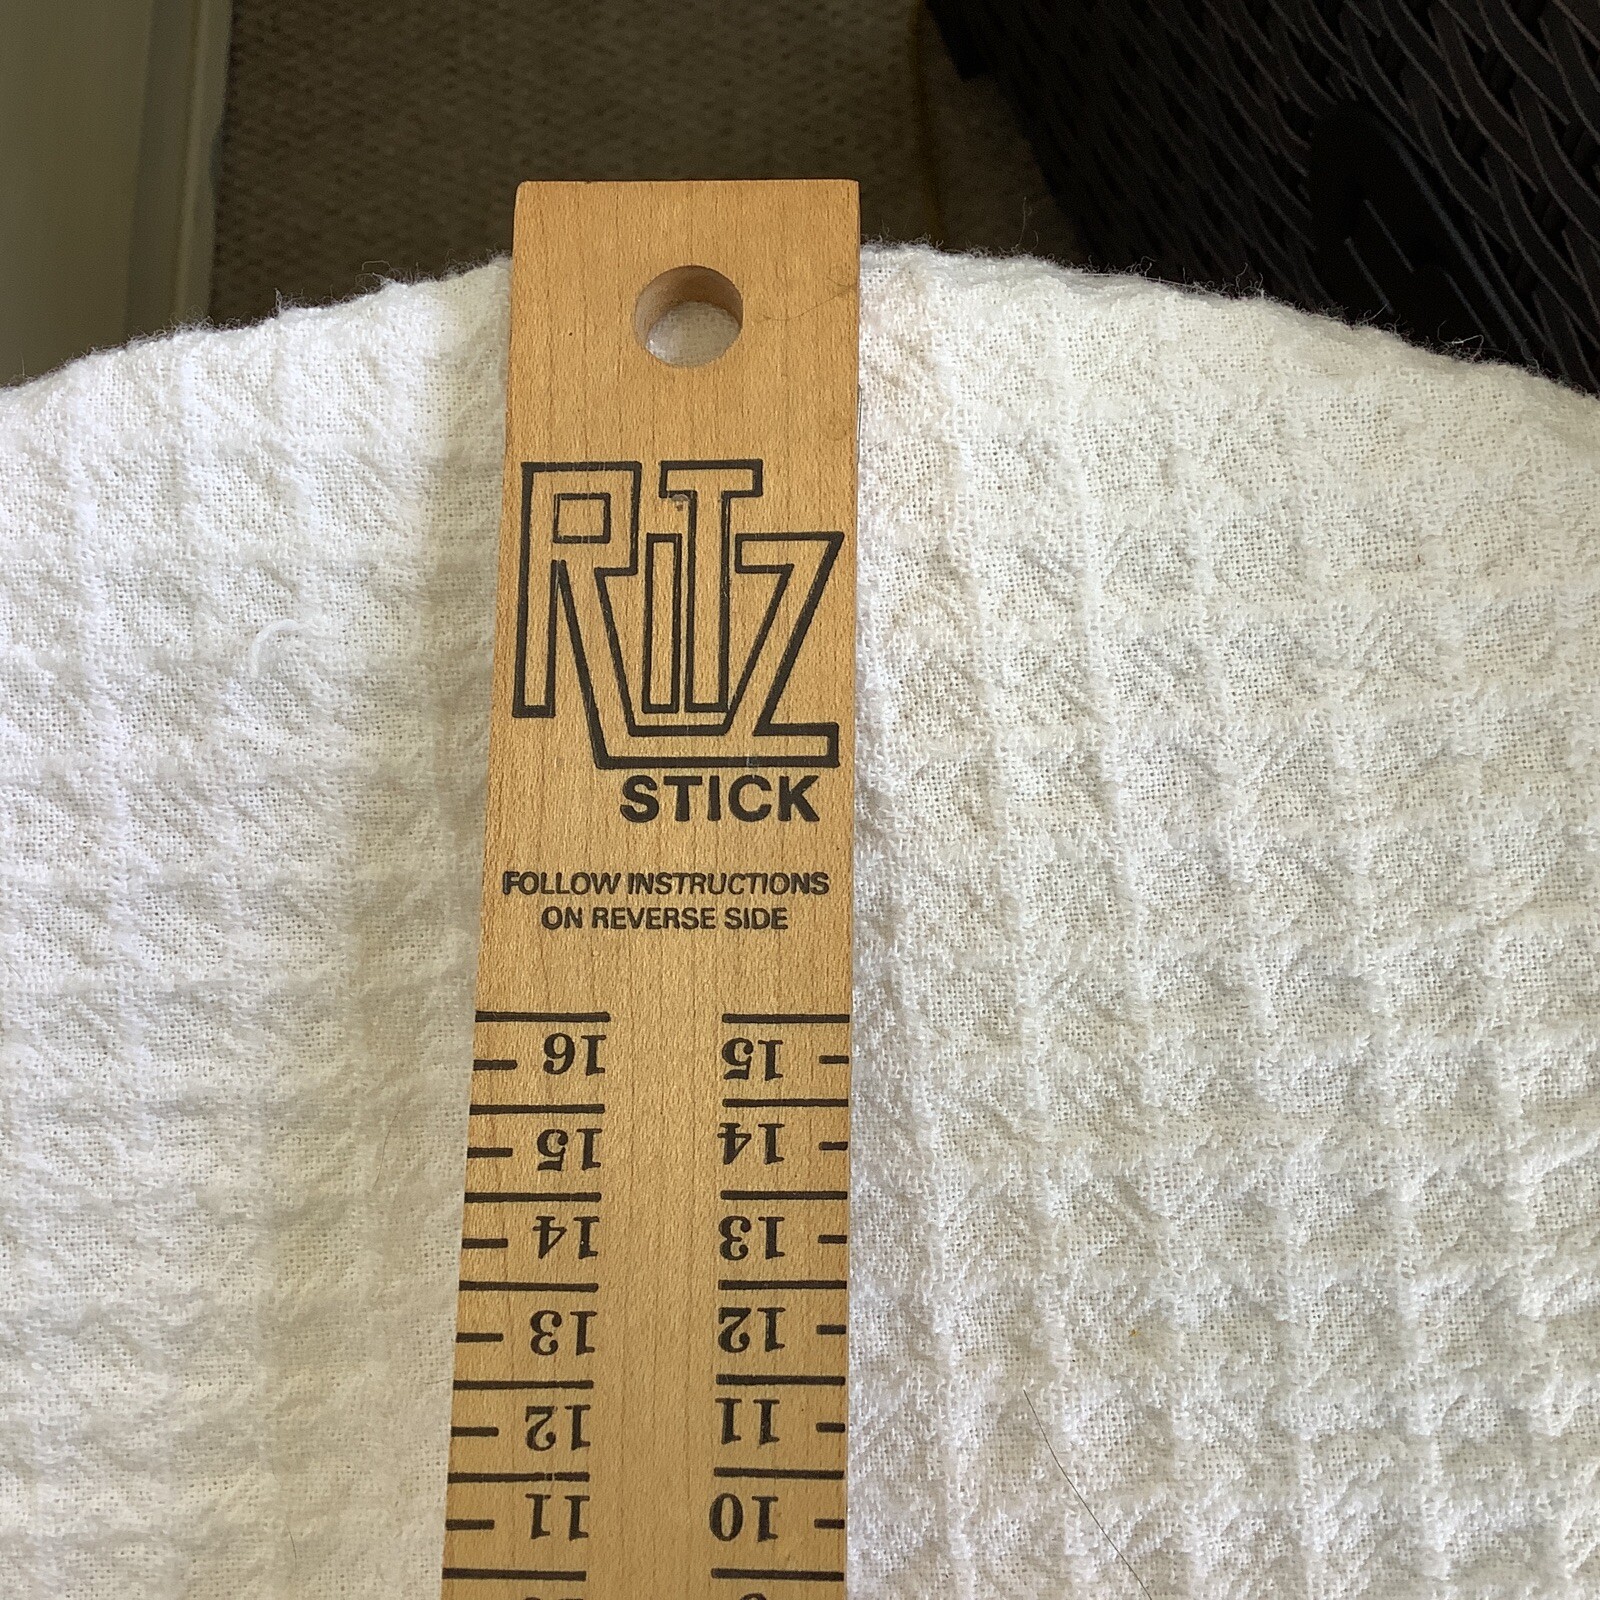 RITZ
STICK
FOLLOW INSTRUCTIONS
ON REVERSE SIDE
16 15
15 14
14 13
13 12
12 11
11 10